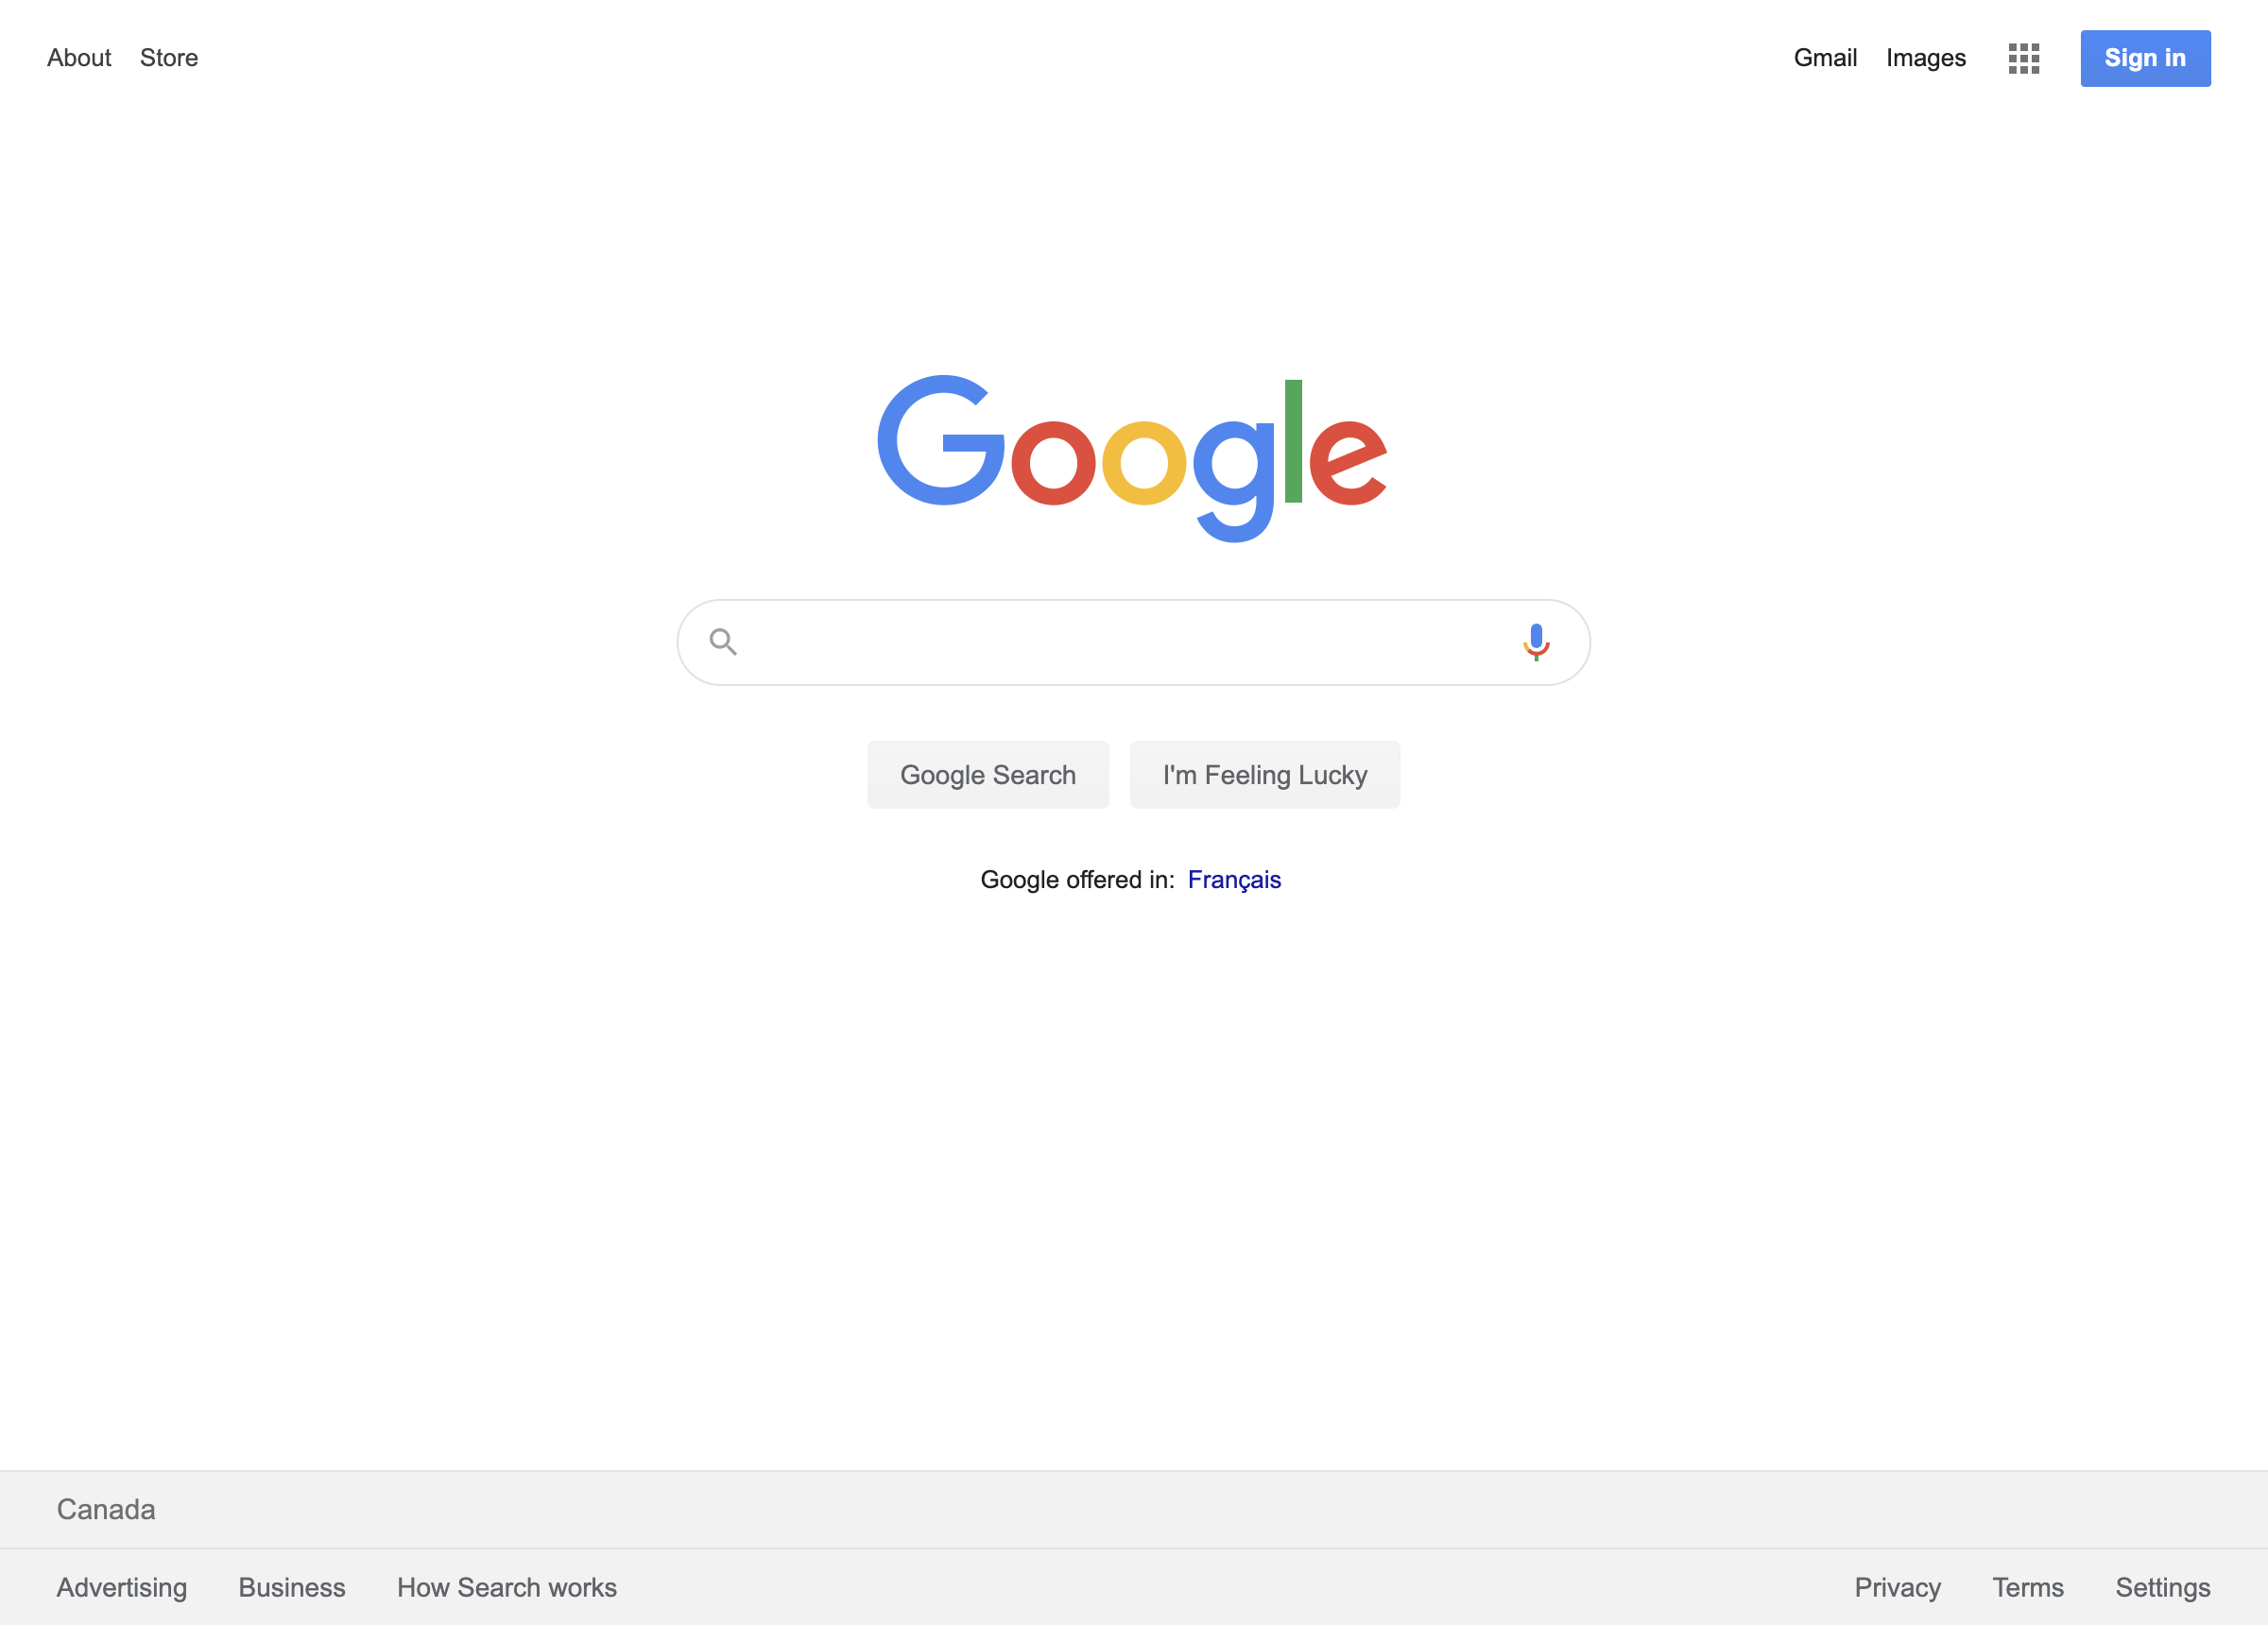 About Store Gmail Images Sign in
Google
Google Search I'm Feeling Lucky
Google offered in: Français
Canada
Advertising Business How Search works Privacy Terms Settings